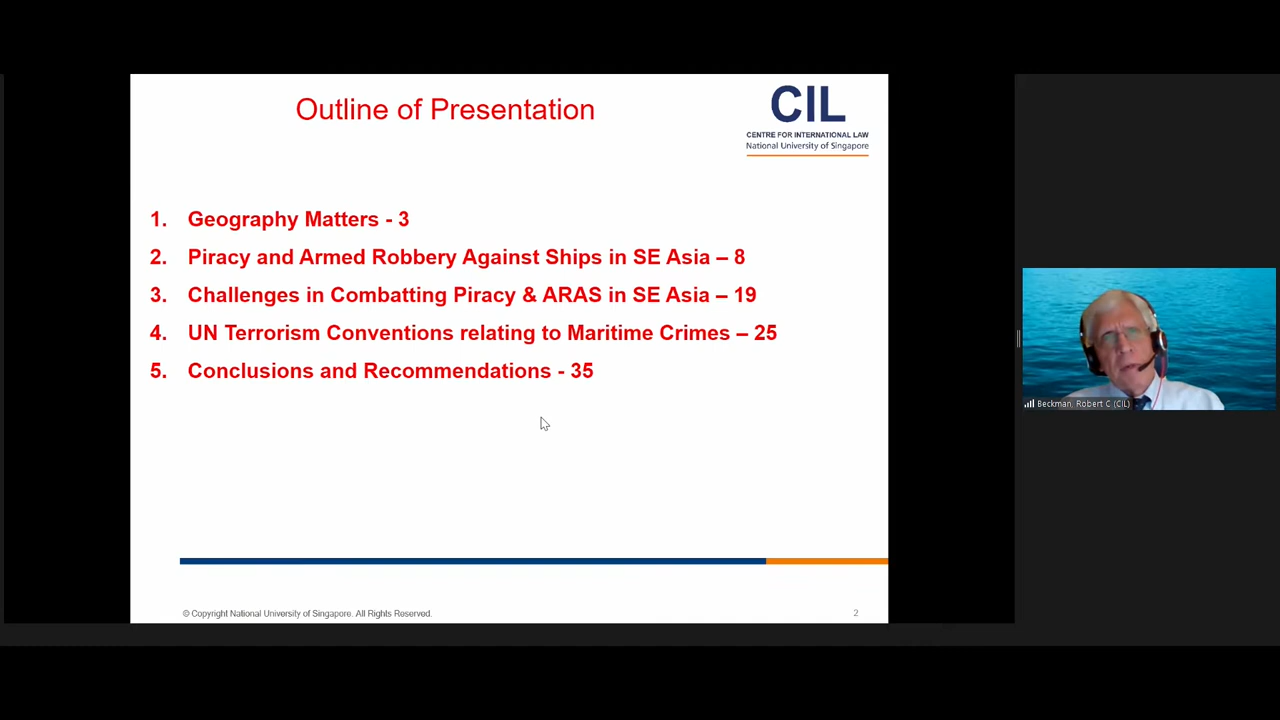 Outline of Presentation
CIL
CENTRE FOR INTERNATIONAL LAW
National University of Singapore
1. Geography Matters - 3
2. Piracy and Armed Robbery Against Ships in SE Asia – 8
3. Challenges in Combatting Piracy & ARAS in SE Asia – 19
4. UN Terrorism Conventions relating to Maritime Crimes – 25
5. Conclusions and Recommendations - 35
Beckman, Robert C (CIL)
© Copyright National University of Singapore. All Rights Reserved.
2